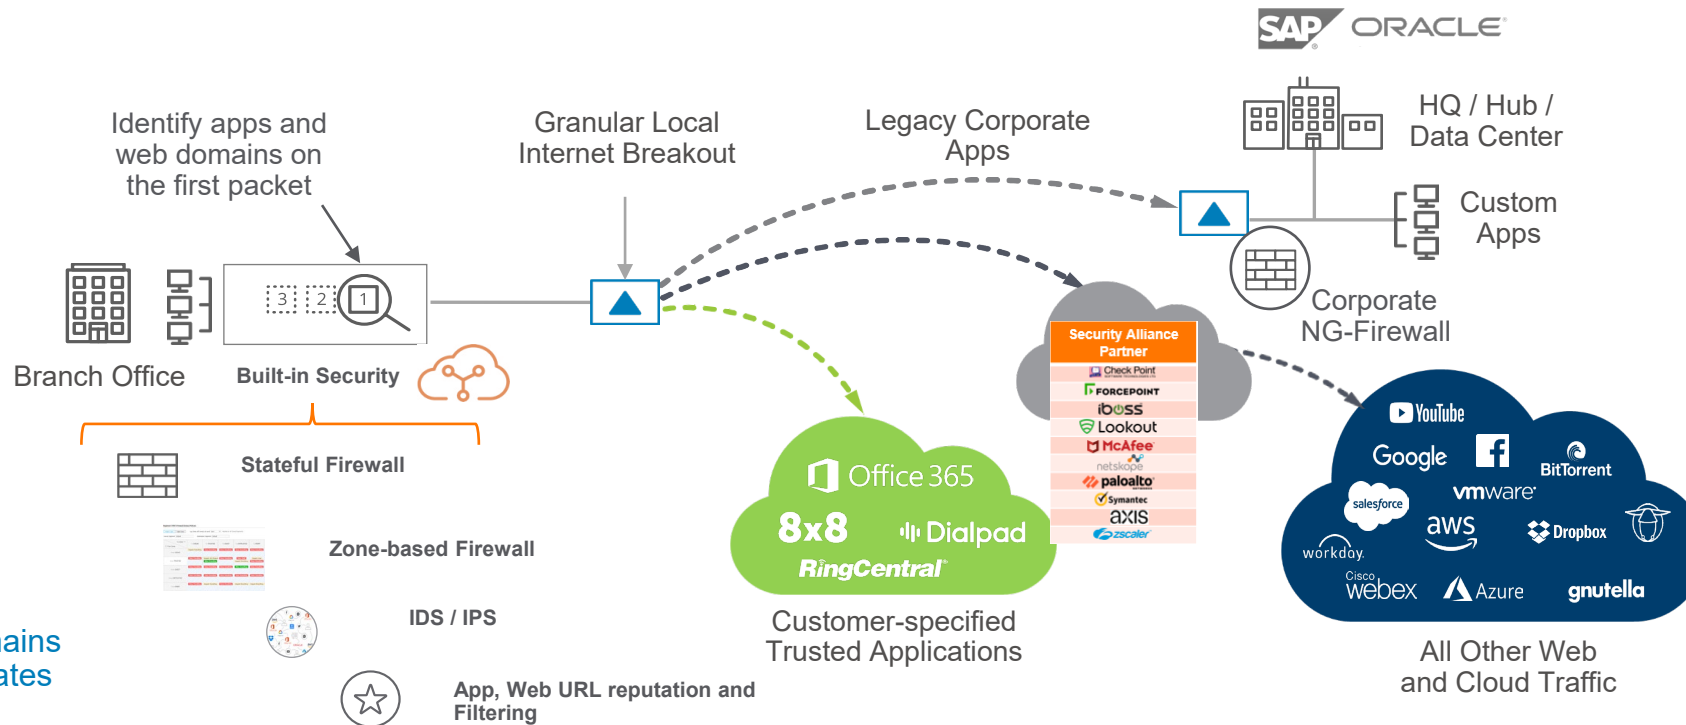 SAP®
ORACLE®
Identify apps and
web domains on
the first packet
Granular Local
Internet Breakout
Legacy Corporate
Apps
HQ / Hub /
Data Center
Custom
Apps
3 2 1
Corporate
NG-Firewall
Branch Office
Built-in Security
Security Alliance
Partner
Check Point
FORCEPOINT
iboss
Lookout
McAfee
netskope
paloalto
Symantec
axis
zscaler
Stateful Firewall
Zone-based Firewall
IDS / IPS
App, Web URL reputation and
Filtering
mains
ates
Office 365
8x8
Dialpad
RingCentral®
Customer-specified
Trusted Applications
YouTube
Google
BitTorrent
salesforce
vmware®
aws
Dropbox
workday.
Cisco
webex
Azure
gnutella
All Other Web
and Cloud Traffic